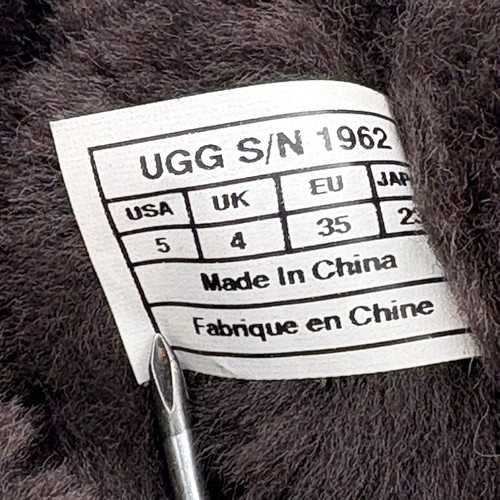 UGG S/N 1962
USA UK EU
5 4 35
Made In China
Fabrique en Chine